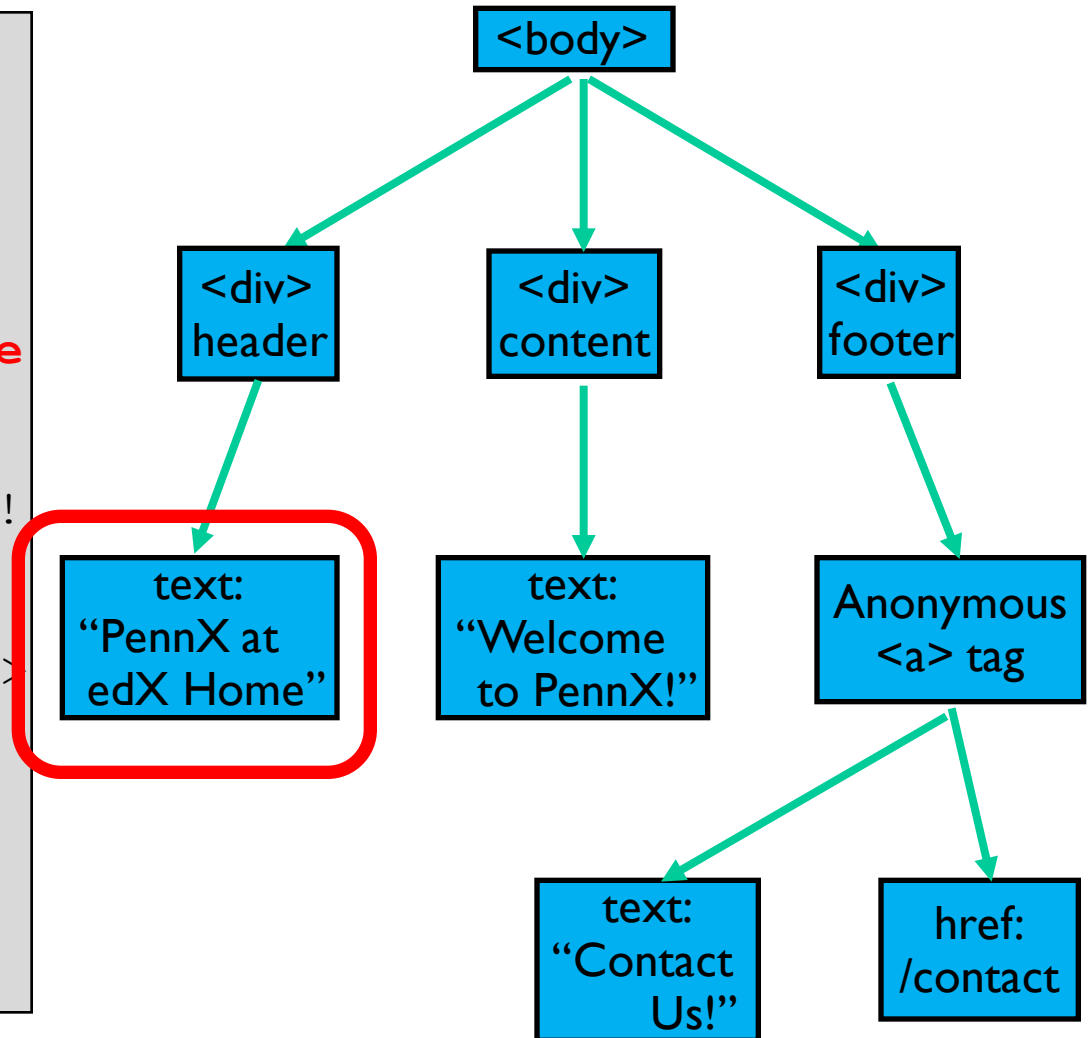 <body>
<div>
header
<div>
content
<div>
footer
e
!
>
text:
“PennX at
edX Home”
text:
“Welcome
to PennX!”
Anonymous
<a> tag
text:
“Contact
Us!”
href:
/contact